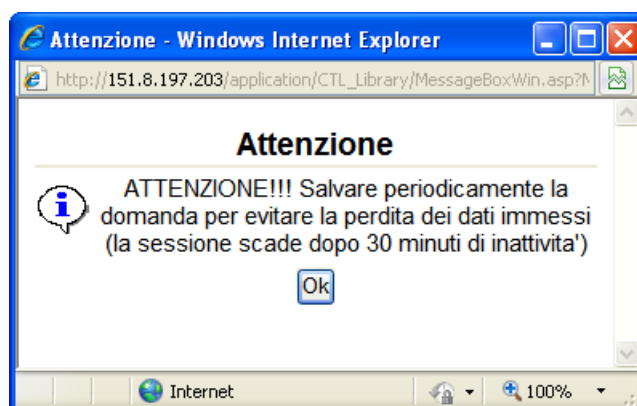 Attenzione - Windows Internet Explorer
http://151.8.197.203/application/CTL_Library/MessageBoxWin.asp?
Attenzione
ATTENZIONE!!! Salvare periodicamente la
domanda per evitare la perdita dei dati immessi
(la sessione scade dopo 30 minuti di inattivita')
Ok
Internet
100%